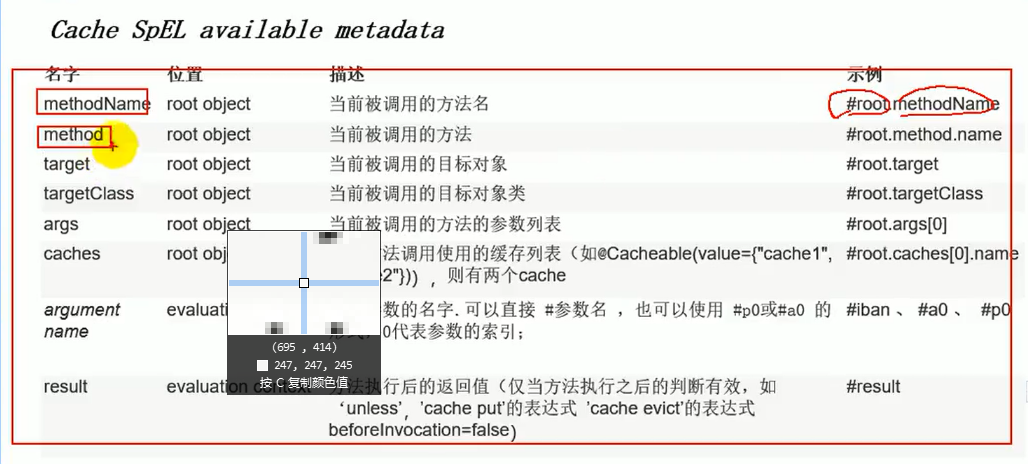 Cache SpEL available metadata
名字 位置 描述 示例
methodName root object 当前被调用的方法名 #root.methodName
method root object 当前被调用的方法 #root.method.name
target root object 当前被调用的目标对象 #root.target
targetClass root object 当前被调用的目标对象类 #root.targetClass
args root object 当前被调用的方法的参数列表 #root.args[0]
caches root 法调用使用的缓存列表（如@Cacheable(value={"cache1", #root.caches[0].name
2"})），则有两个cache
argument name 数的名字.可以直接 #参数名 ，也可以使用 #p0或#a0 的 #iban 、 #a0 、 #p0
0代表参数的索引；
(695 , 414)
247, 247, 245
按 C 复制颜色值
result evaluation 法执行后的返回值（仅当方法执行之后的判断有效，如 #result
‘unless’，'cache put'的表达式 'cache evict'的表达式
beforeInvocation=false）